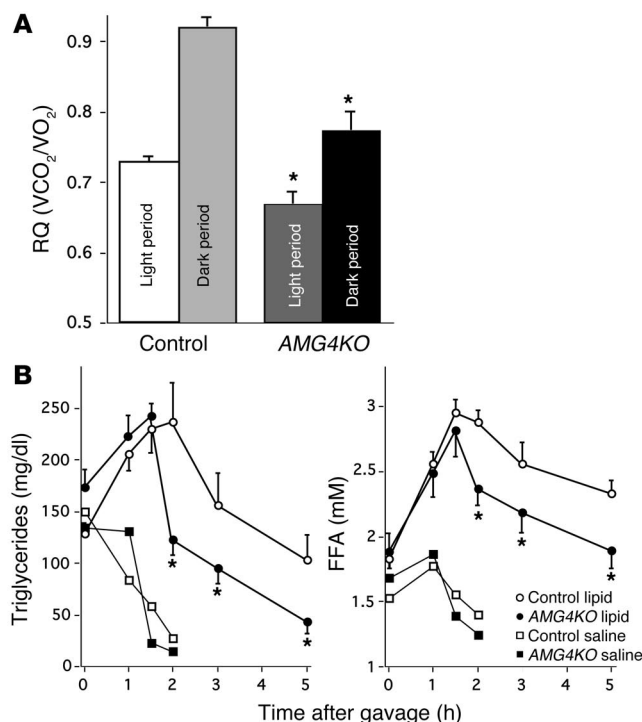 A
RQ (VCO₂/VO₂)
0.9
0.8
0.7
0.6
0.5
Light period
Dark period
*
Light period
*
Dark period
Control
AMG4KO
B
Triglycerides (mg/dl)
250
200
150
100
50
0
* * *
0 1 2 3 4 5
FFA (mM)
3
2.5
2
1.5
1
* * *
Control lipid
AMG4KO lipid
Control saline
AMG4KO saline
0 1 2 3 4 5
Time after gavage (h)